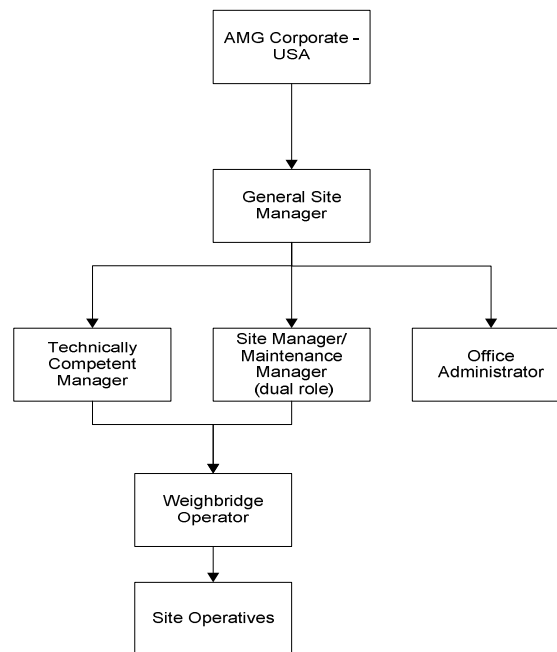 AMG Corporate -
USA
General Site
Manager
Technically
Competent
Manager
Site Manager/
Maintenance
Manager
(dual role)
Office
Administrator
Weighbridge
Operator
Site Operatives